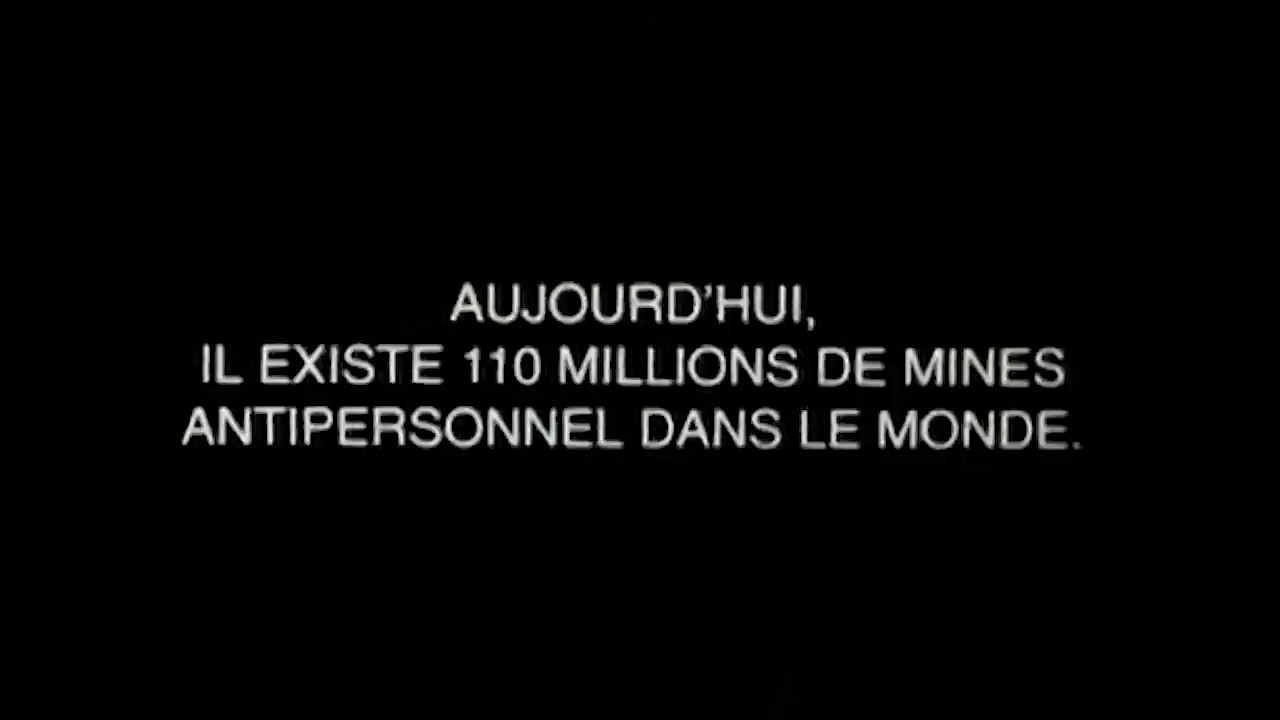 AUJOURD'HUI,
IL EXISTE 110 MILLIONS DE MINES
ANTIPERSONNEL DANS LE MONDE.